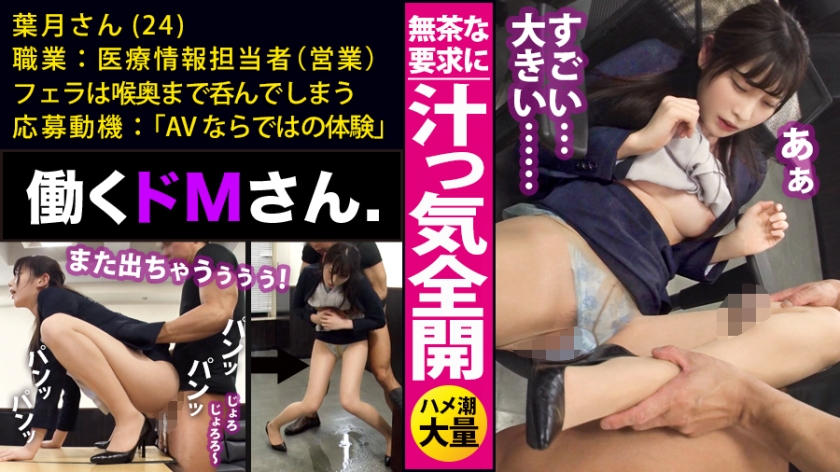 葉月さん (24)
職業：医療情報担当者（営業）
フェラは喉奥まで呑んでしまう
応募動機：「AVならではの体験」
働くドMさん.
また出ちゃうぅぅぅ!
パンッ
パンッ
パンッ
パンッ
じょろ
じょろろ〜
無茶な
要求に
汁っ気全開
ハメ潮
大量
すごい…
大きい……
あぁ